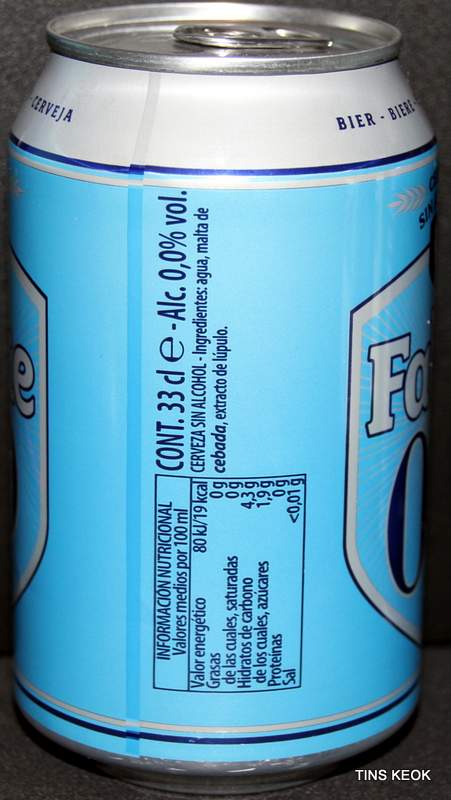 CERVEJA
BIER - BIERE
CONT. 33 cl e - Alc. 0,0% vol.
CERVEZA SIN ALCOHOL - Ingredientes: agua, malta de
cebada, extracto de lúpulo.
INFORMACIÓN NUTRICIONAL
Valores medios por 100 ml
Valor energético 80 kJ/19 kcal
Grasas 0 g
de las cuales, saturadas 0 g
Hidratos de carbono 4,3 g
de los cuales, azúcares 1,9 g
Proteínas 0 g
Sal <0,01 g
SIN
Fa
0
e
TINS KEOK